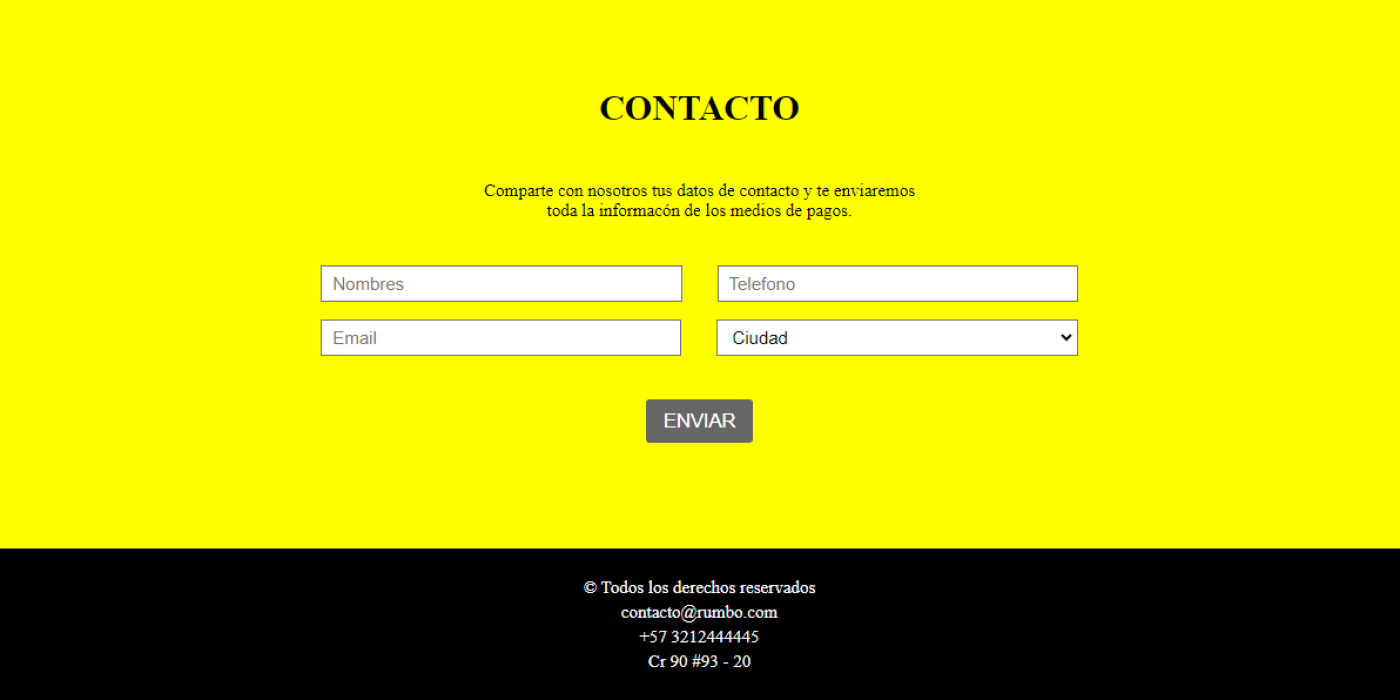 CONTACTO
Comparte con nosotros tus datos de contacto y te enviaremos
toda la informacón de los medios de pagos.
Nombres
Telefono
Email
Ciudad
ENVIAR
© Todos los derechos reservados
contacto@rumbo.com
+57 3212444445
Cr 90 #93 - 20